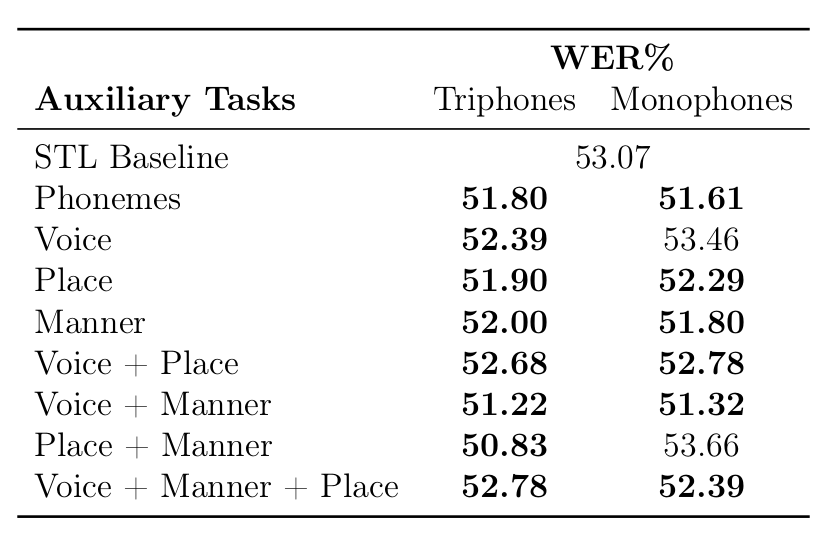 WER%
Auxiliary Tasks Triphones Monophones
STL Baseline 53.07
Phonemes 51.80 51.61
Voice 52.39 53.46
Place 51.90 52.29
Manner 52.00 51.80
Voice + Place 52.68 52.78
Voice + Manner 51.22 51.32
Place + Manner 50.83 53.66
Voice + Manner + Place 52.78 52.39